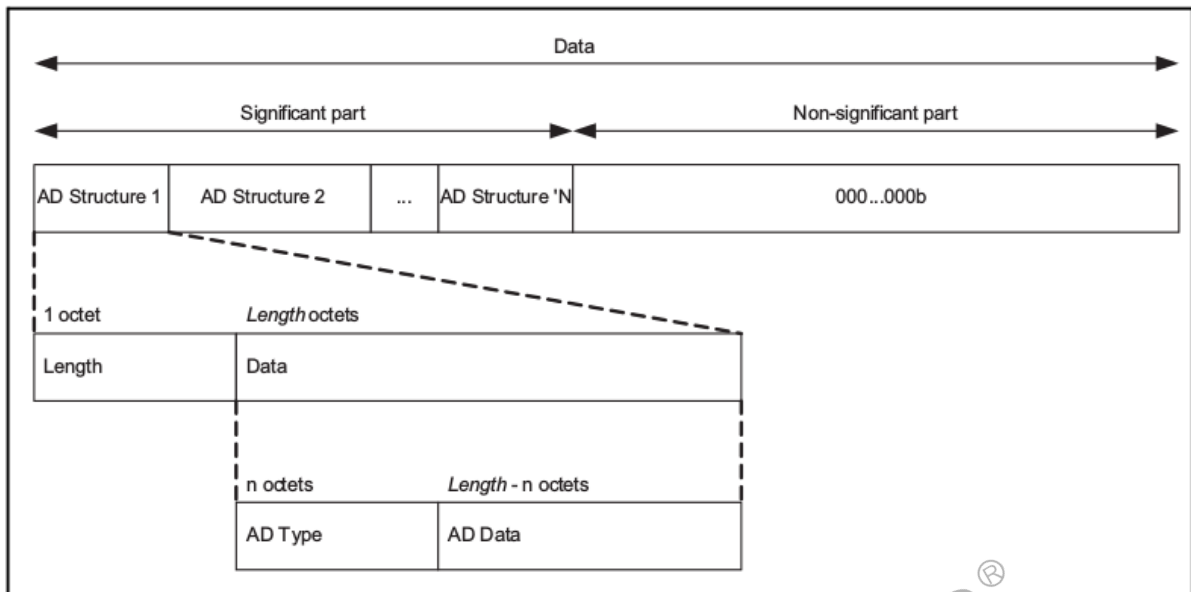 Data
Significant part Non-significant part
AD Structure 1 AD Structure 2 ... AD Structure 'N 000...000b
1 octet Length octets
Length Data
n octets Length - n octets
AD Type AD Data
®